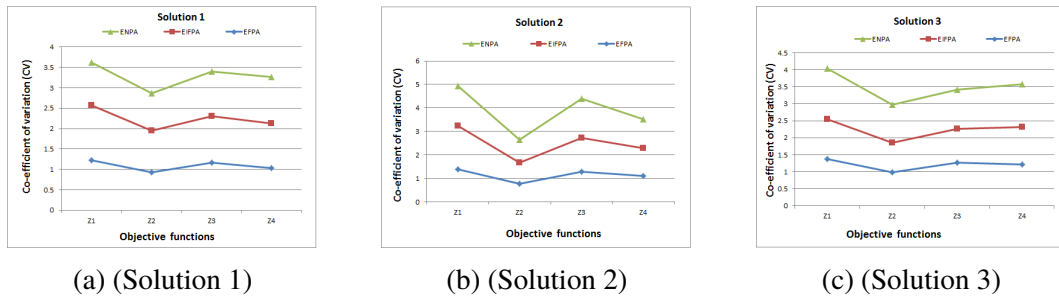 Solution 1
ENPA EIFPA EFPA
Co-efficient of variation (CV)
4
3.5
3
2.5
2
1.5
1
0.5
0
Z1 Z2 Z3 Z4
Objective functions
(a) (Solution 1)
Solution 2
ENPA EIFPA EFPA
Co-efficient of variation (CV)
6
5
4
3
2
1
0
Z1 Z2 Z3 Z4
Objective functions
(b) (Solution 2)
Solution 3
ENPA EIFPA EFPA
Co-efficient of variation (CV)
4.5
4
3.5
3
2.5
2
1.5
1
0.5
0
Z1 Z2 Z3 Z4
Objective functions
(c) (Solution 3)